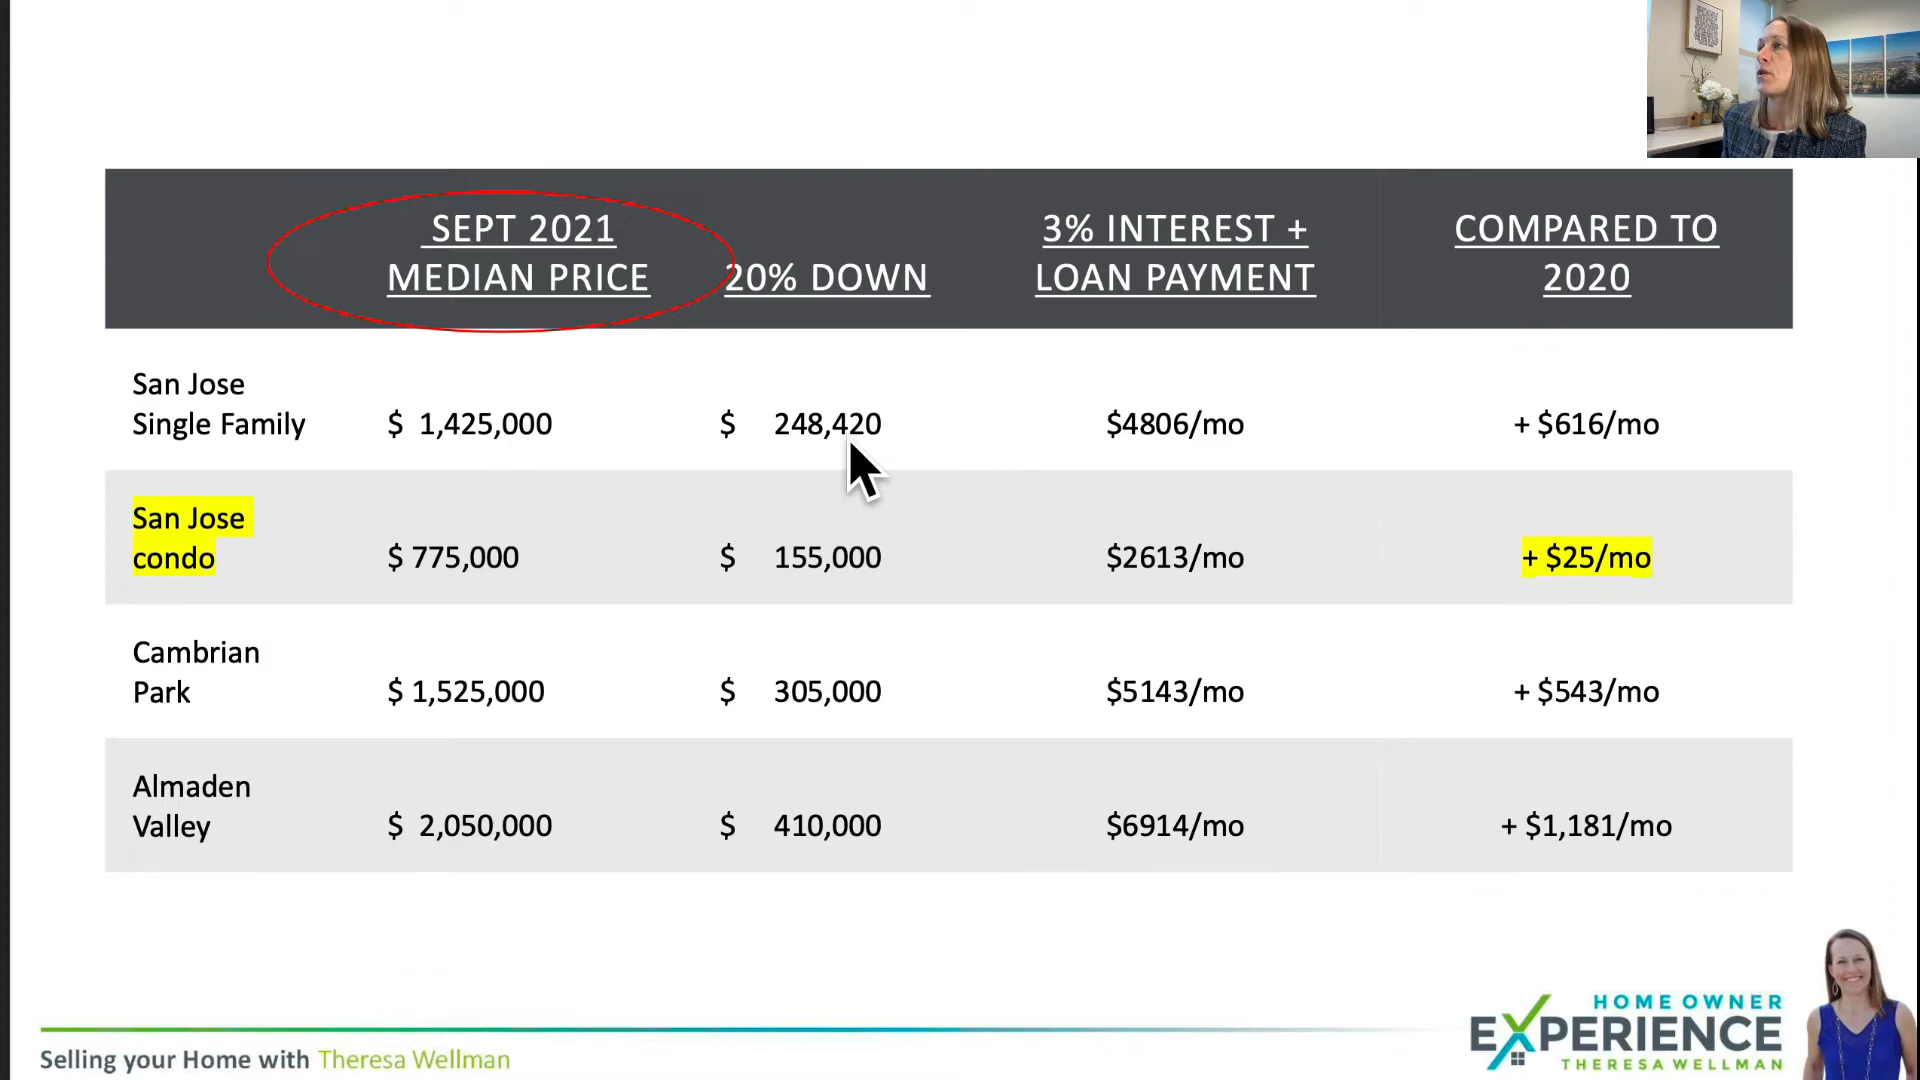 SEPT 2021
MEDIAN PRICE
20% DOWN
3% INTEREST +
LOAN PAYMENT
COMPARED TO
2020
San Jose
Single Family
$ 1,425,000
$ 248,420
$4806/mo
+ $616/mo
San Jose
condo
$ 775,000
$ 155,000
$2613/mo
+ $25/mo
Cambrian
Park
$ 1,525,000
$ 305,000
$5143/mo
+ $543/mo
Almaden
Valley
$ 2,050,000
$ 410,000
$6914/mo
+ $1,181/mo
Selling your Home with Theresa Wellman
HOME OWNER
EXPERIENCE
THERESA WELLMAN